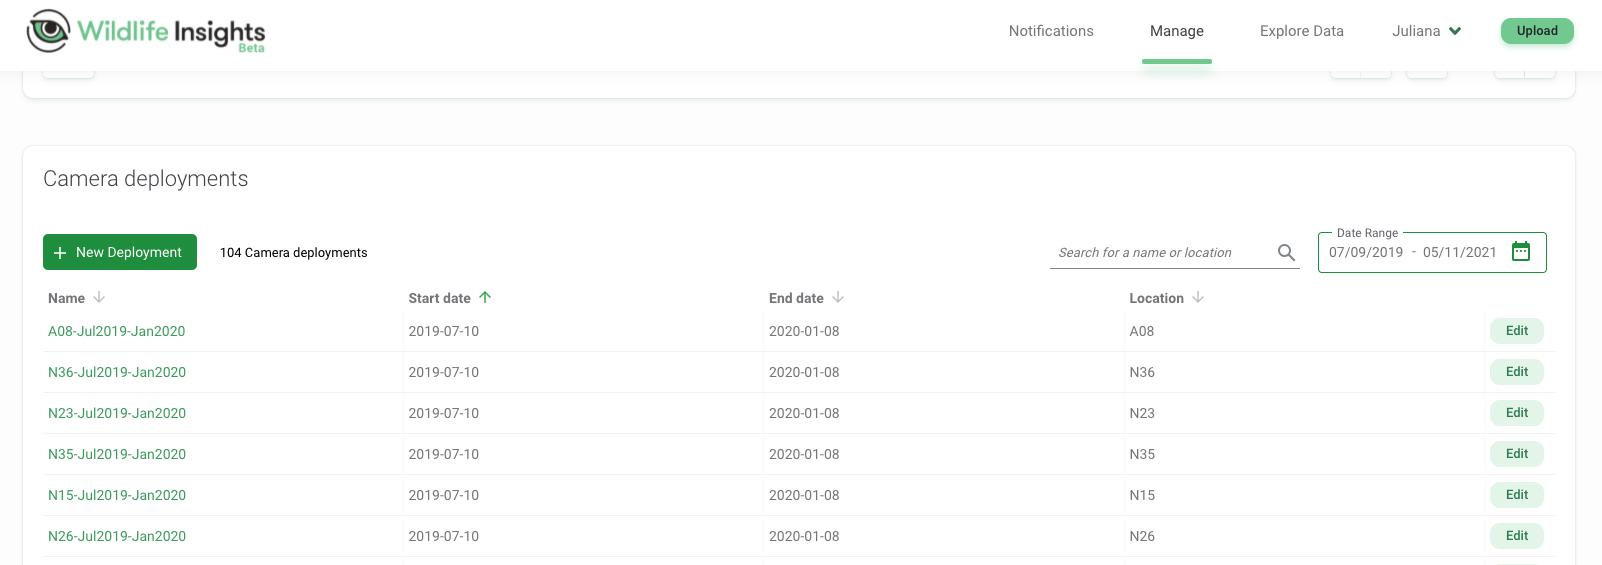 Wildlife Insights Beta
Notifications Manage Explore Data Juliana Upload
Camera deployments
New Deployment 104 Camera deployments Search for a name or location Date Range 07/09/2019 - 05/11/2021
Name Start date End date Location
A08-Jul2019-Jan2020 2019-07-10 2020-01-08 A08 Edit
N36-Jul2019-Jan2020 2019-07-10 2020-01-08 N36 Edit
N23-Jul2019-Jan2020 2019-07-10 2020-01-08 N23 Edit
N35-Jul2019-Jan2020 2019-07-10 2020-01-08 N35 Edit
N15-Jul2019-Jan2020 2019-07-10 2020-01-08 N15 Edit
N26-Jul2019-Jan2020 2019-07-10 2020-01-08 N26 Edit